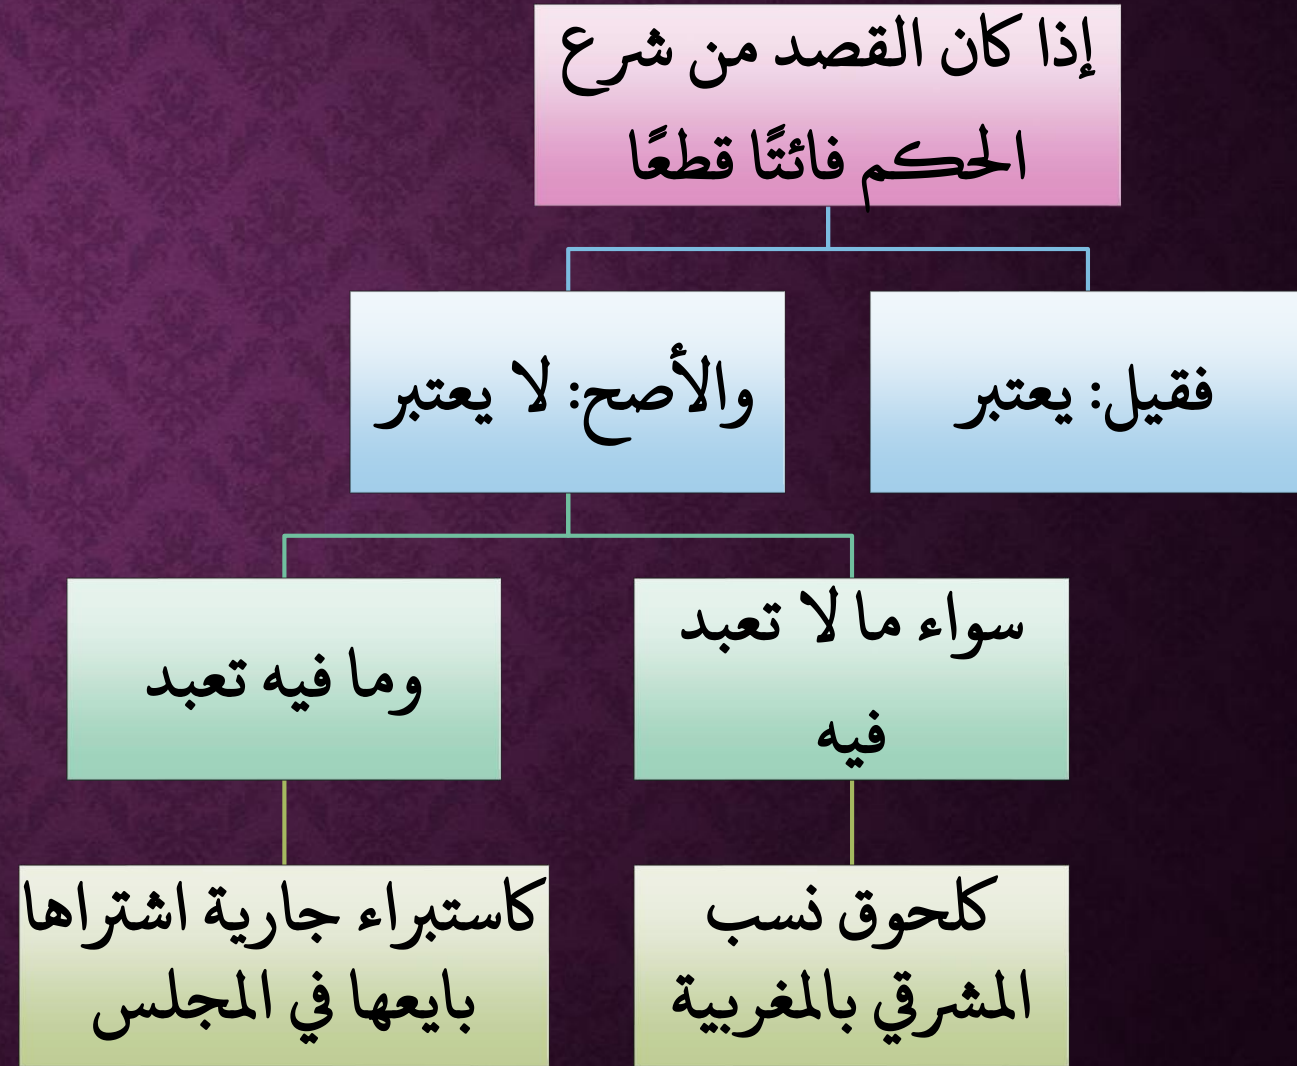 إذا كان القصد من شرع
الحكم فائتًا قطعًا
فقيل: يعتبر
والأصح: لا يعتبر
سواء ما لا تعبد
فيه
وما فيه تعبد
كلحوق نسب
المشرقي بالمغربية
كاستبراء جارية اشتراها
بايعها في المجلس